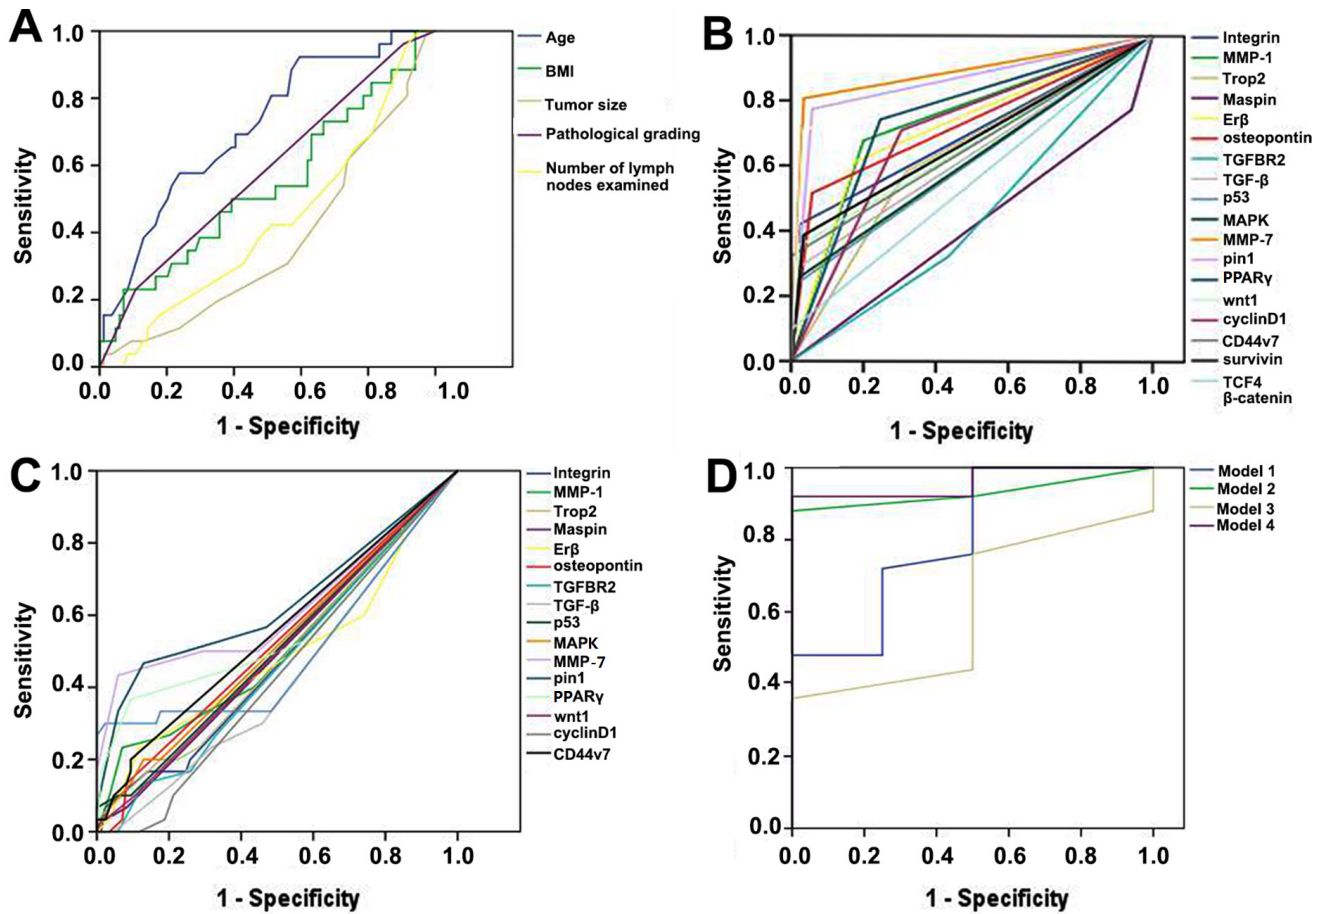 A
1.0
0.8
0.6
0.4
0.2
0.0
Sensitivity
0.0 0.2 0.4 0.6 0.8 1.0
1 - Specificity
Age
BMI
Tumor size
Pathological grading
Number of lymph
nodes examined
B
1.0
0.8
0.6
0.4
0.2
0.0
Sensitivity
0.0 0.2 0.4 0.6 0.8 1.0
1 - Specificity
Integrin
MMP-1
Trop2
Maspin
Erβ
osteopontin
TGFBR2
TGF-β
p53
MAPK
MMP-7
pin1
PPARγ
wnt1
cyclinD1
CD44v7
survivin
TCF4
β-catenin
C
1.0
0.8
0.6
0.4
0.2
0.0
Sensitivity
0.0 0.2 0.4 0.6 0.8 1.0
1 - Specificity
Integrin
MMP-1
Trop2
Maspin
Erβ
osteopontin
TGFBR2
TGF-β
p53
MAPK
MMP-7
pin1
PPARγ
wnt1
cyclinD1
CD44v7
D
1.0
0.8
0.6
0.4
0.2
0.0
Sensitivity
0.0 0.2 0.4 0.6 0.8 1.0
1 - Specificity
Model 1
Model 2
Model 3
Model 4